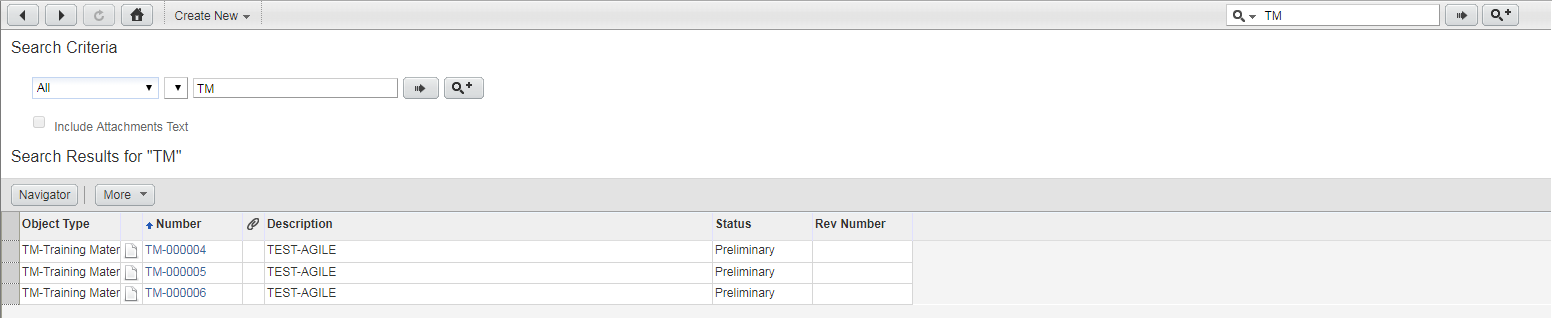 Create New
TM
Search Criteria
All TM
Include Attachments Text
Search Results for "TM"
Navigator More
Object Type Number Description Status Rev Number
TM-Training Mater TM-000004 TEST-AGILE Preliminary
TM-Training Mater TM-000005 TEST-AGILE Preliminary
TM-Training Mater TM-000006 TEST-AGILE Preliminary